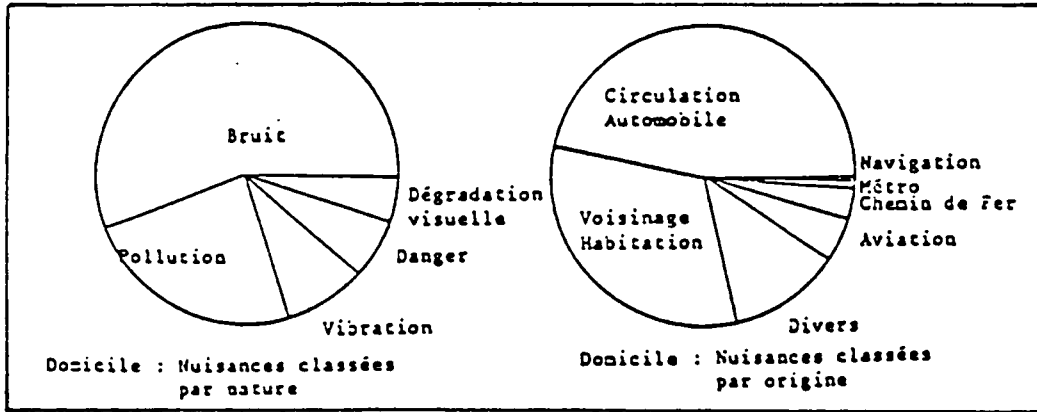 Bruit
Pollution
Vibration
Danger
Dégradation
visuelle
Domicile : Nuisances classées
par nature
Circulation
Automobile
Voisinage
Habitation
Divers
Aviation
Chemin de Fer
Métro
Navigation
Domicile : Nuisances classées
par origine